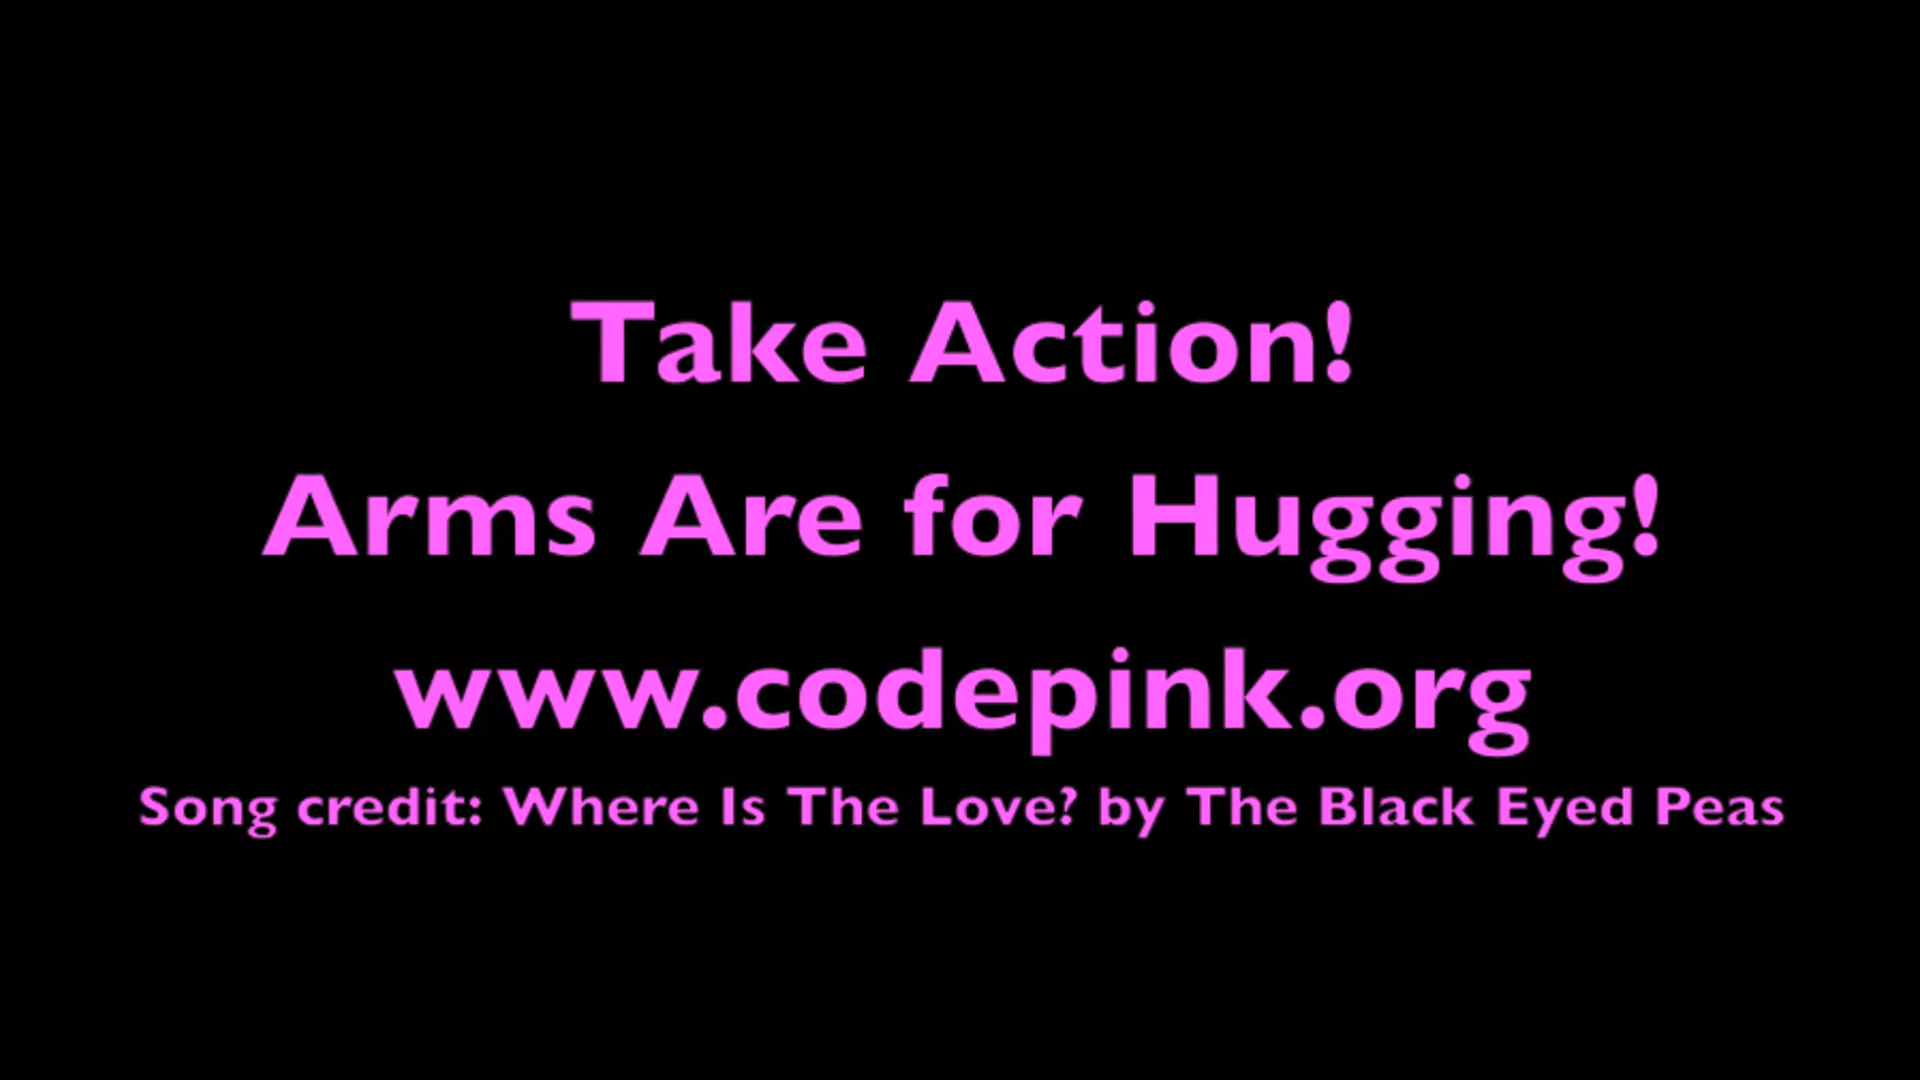 Take Action!
Arms Are for Hugging!
www.codepink.org
Song credit: Where Is The Love? by The Black Eyed Peas